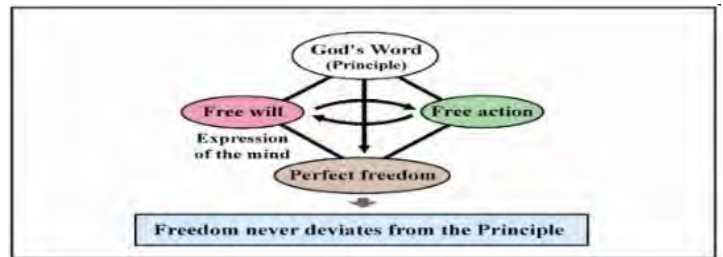 God's Word
(Principle)
Free will
Free action
Expression
of the mind
Perfect freedom
Freedom never deviates from the Principle